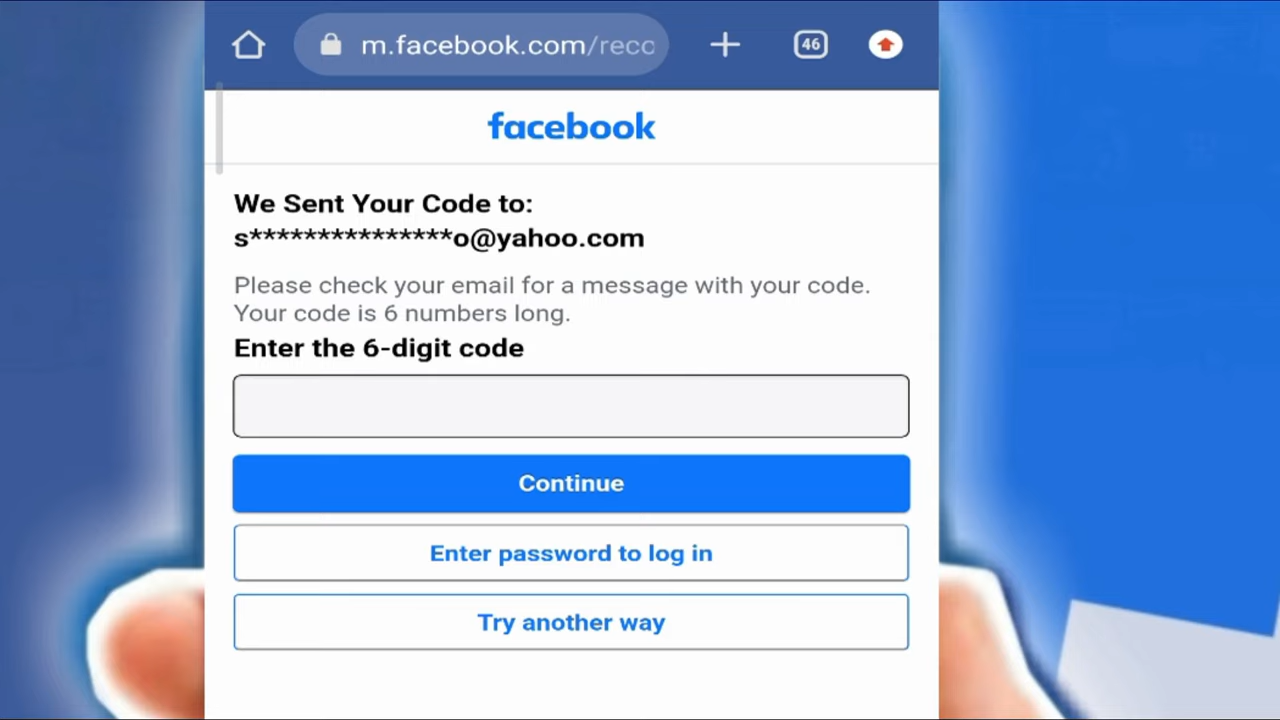 m.facebook.com/recc
46
facebook
We Sent Your Code to:
s***************o@yahoo.com
Please check your email for a message with your code.
Your code is 6 numbers long.
Enter the 6-digit code
Continue
Enter password to log in
Try another way